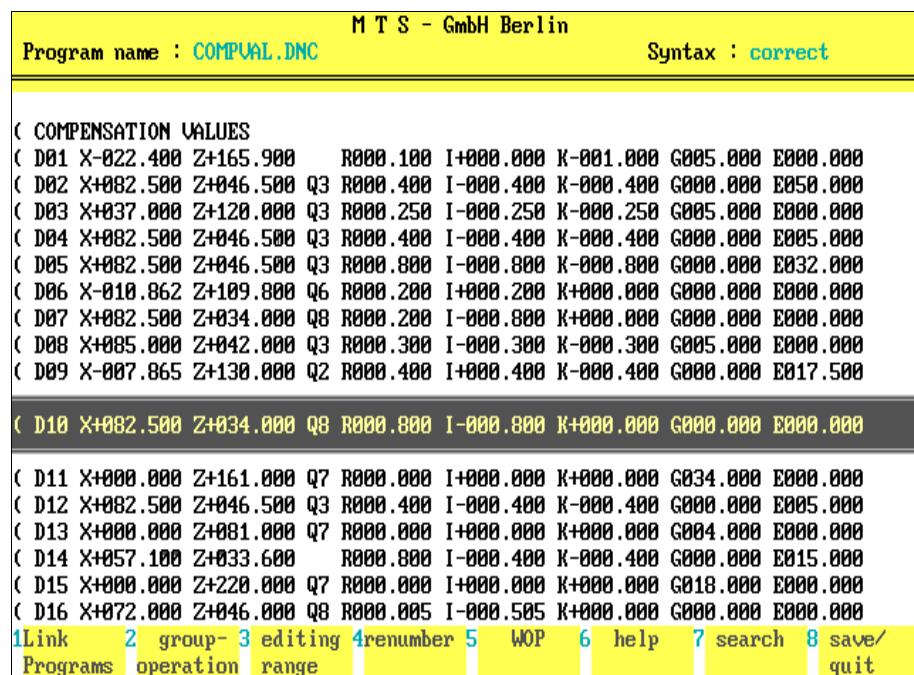 M T S - GmbH Berlin
Program name : COMPVAL.DNC Syntax : correct
( COMPENSATION VALUES
( D01 X-022.400 Z+165.900 R000.100 I+000.000 K-001.000 G005.000 E000.000
( D02 X+082.500 Z+046.500 Q3 R000.400 I-000.400 K-000.400 G000.000 E050.000
( D03 X+037.000 Z+120.000 Q3 R000.250 I-000.250 K-000.250 G005.000 E000.000
( D04 X+082.500 Z+046.500 Q3 R000.400 I-000.400 K-000.400 G000.000 E005.000
( D05 X+082.500 Z+046.500 Q3 R000.800 I-000.800 K-000.800 G000.000 E032.000
( D06 X-010.862 Z+109.800 Q6 R000.200 I+000.200 K+000.000 G000.000 E000.000
( D07 X+082.500 Z+034.000 Q8 R000.200 I-000.800 K+000.000 G000.000 E000.000
( D08 X+085.000 Z+042.000 Q3 R000.300 I-000.300 K-000.300 G005.000 E000.000
( D09 X-007.865 Z+130.000 Q2 R000.400 I+000.400 K-000.400 G000.000 E017.500
( D10 X+082.500 Z+034.000 Q8 R000.800 I-000.800 K+000.000 G000.000 E000.000
( D11 X+000.000 Z+161.000 Q7 R000.000 I+000.000 K+000.000 G034.000 E000.000
( D12 X+082.500 Z+046.500 Q3 R000.400 I-000.400 K-000.400 G000.000 E005.000
( D13 X+000.000 Z+081.000 Q7 R000.000 I+000.000 K+000.000 G004.000 E000.000
( D14 X+057.100 Z+033.600 R000.800 I-000.400 K-000.400 G000.000 E015.000
( D15 X+000.000 Z+220.000 Q7 R000.000 I+000.000 K+000.000 G018.000 E000.000
( D16 X+072.000 Z+046.000 Q8 R000.005 I-000.505 K+000.000 G000.000 E000.000
1Link 2 group- 3 editing 4renumber 5 WOP 6 help 7 search 8 save/
Programs operation range quit